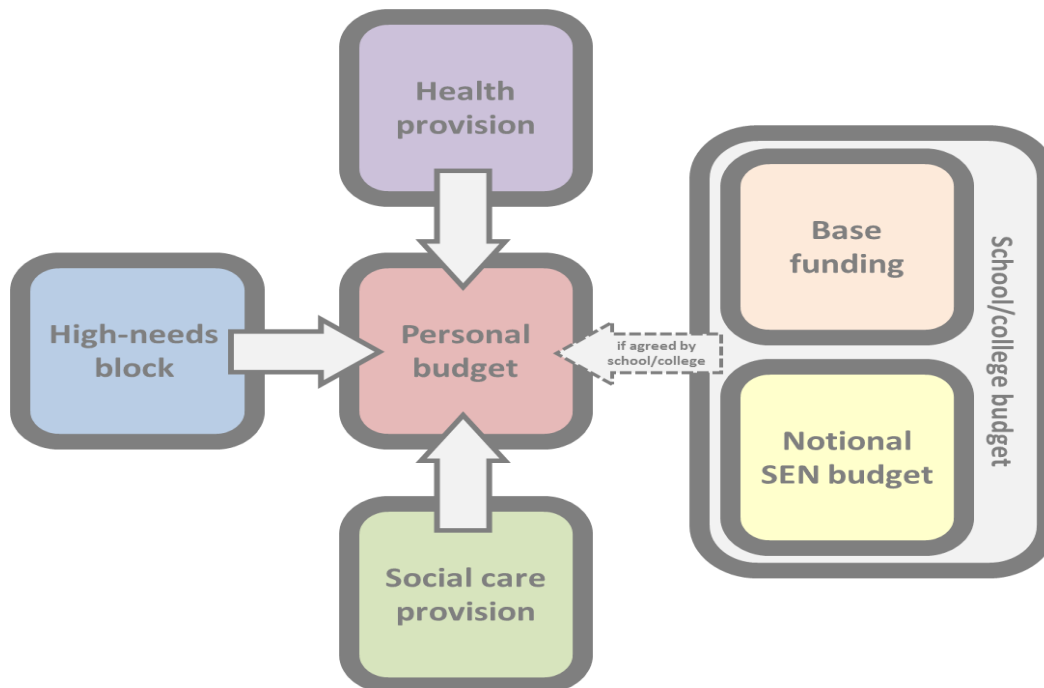 Health
provision
High-needs
block
Personal
budget
if agreed by
school/college
Base
funding
Notional
SEN budget
School/college budget
Social care
provision